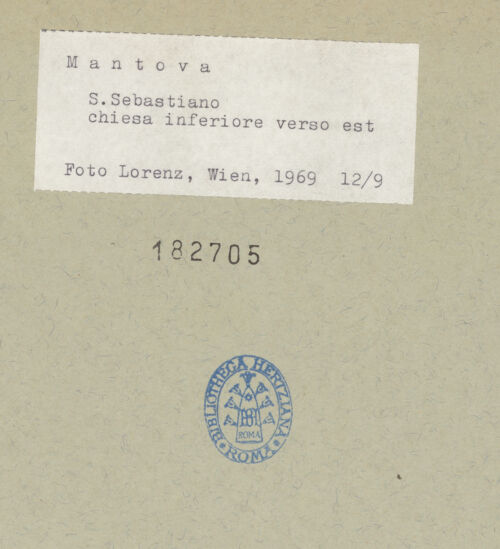 Mantova
S.Sebastiano
chiesa inferiore verso est
Foto Lorenz, Wien, 1969 12/9
182705
BIBLIOTHECA HERTZIANA
ROMA
ROMA